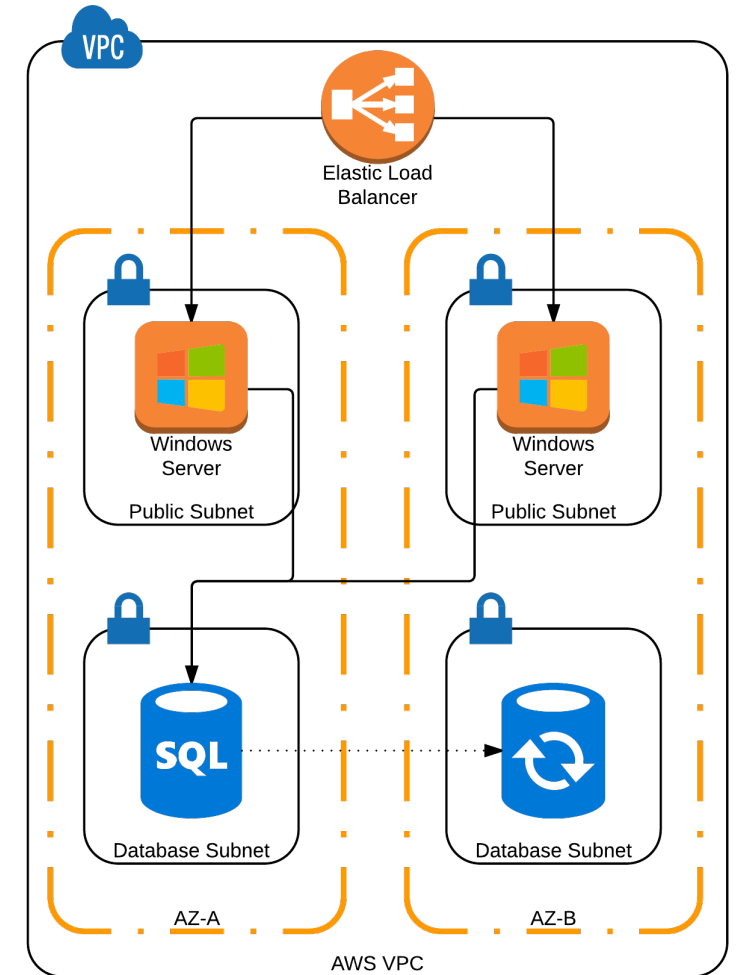 VPC
Elastic Load
Balancer
Windows
Server
Public Subnet
Windows
Server
Public Subnet
SQL
Database Subnet
Database Subnet
AZ-A
AZ-B
AWS VPC